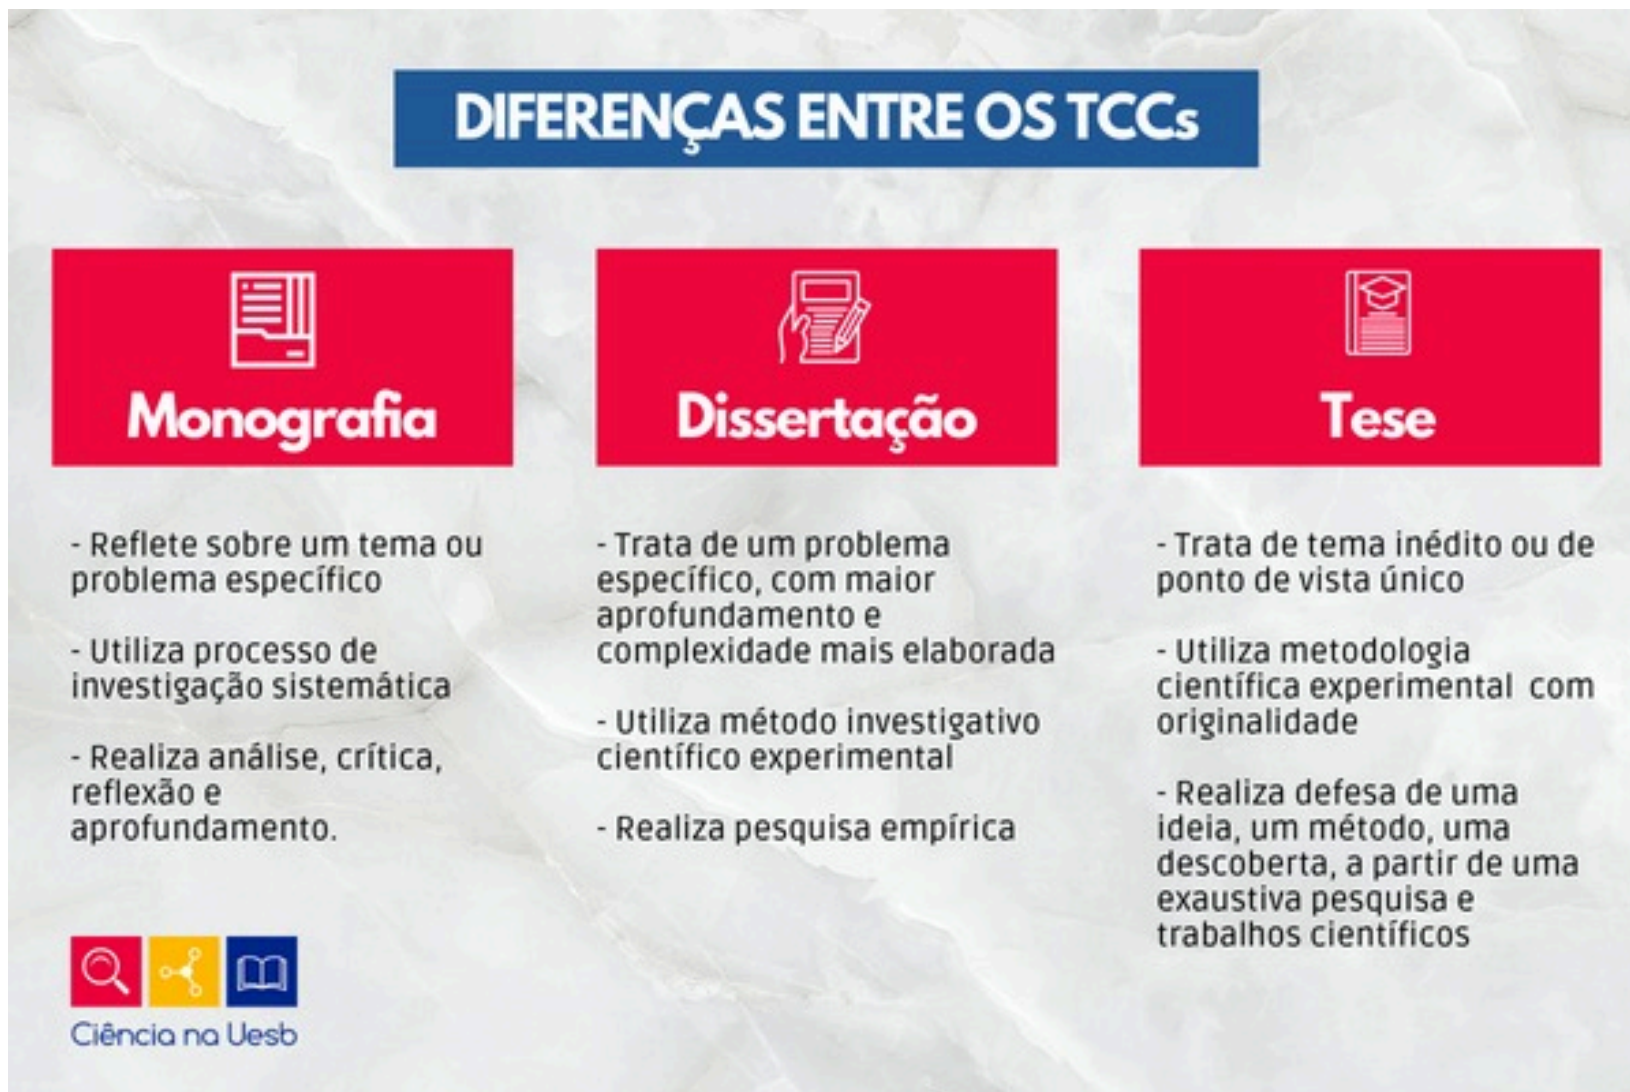 DIFERENÇAS ENTRE OS TCCs
Monografia
- Reflete sobre um tema ou
problema específico
- Utiliza processo de
investigação sistemática
- Realiza análise, crítica,
reflexão e
aprofundamento.
Dissertação
- Trata de um problema
específico, com maior
aprofundamento e
complexidade mais elaborada
- Utiliza método investigativo
científico experimental
- Realiza pesquisa empírica
Tese
- Trata de tema inédito ou de
ponto de vista único
- Utiliza metodologia
científica experimental  com
originalidade
- Realiza defesa de uma
ideia, um método, uma
descoberta, a partir de uma
exaustiva pesquisa e
trabalhos científicos
Ciência na Uesb